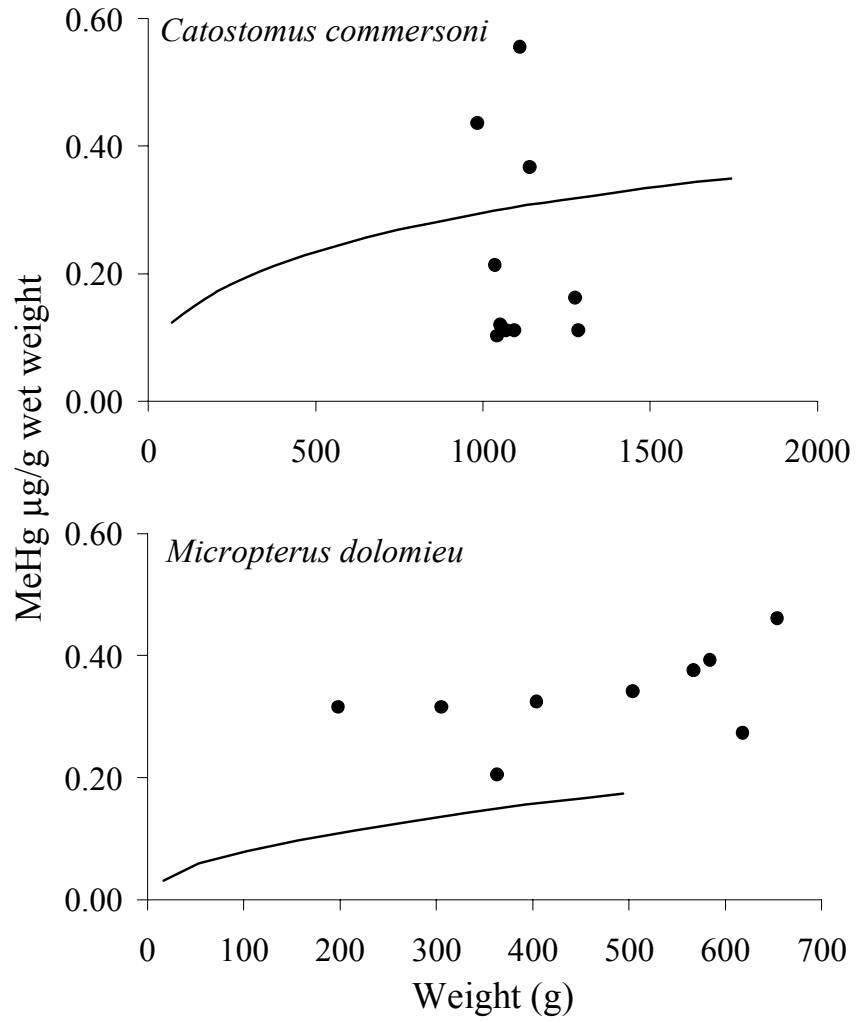 MeHg µg/g wet weight
Catostomus commersoni
0.60
0.40
0.20
0.00
0 500 1000 1500 2000
Micropterus dolomieu
0.60
0.40
0.20
0.00
0 100 200 300 400 500 600 700
Weight (g)